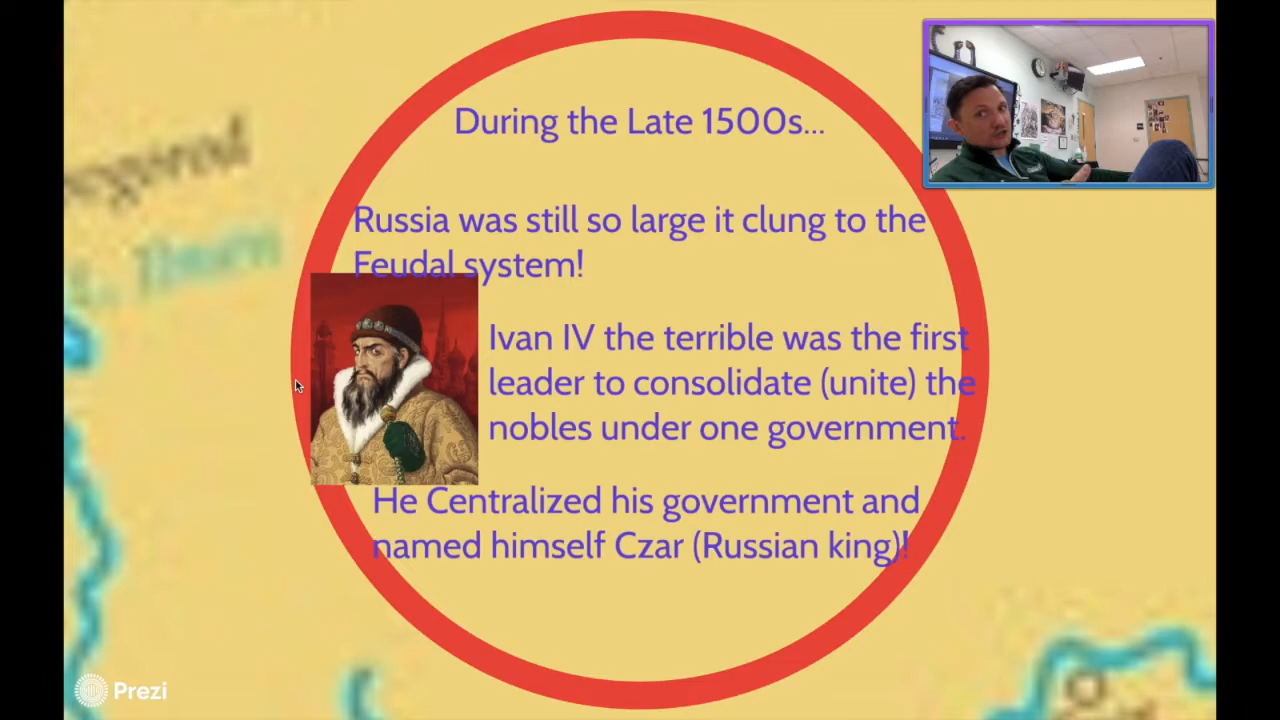 During the Late 1500s...
Russia was still so large it clung to the
Feudal system!
Ivan IV the terrible was the first
leader to consolidate (unite) the
nobles under one government.
He Centralized his government and
named himself Czar (Russian king)!
Prezi